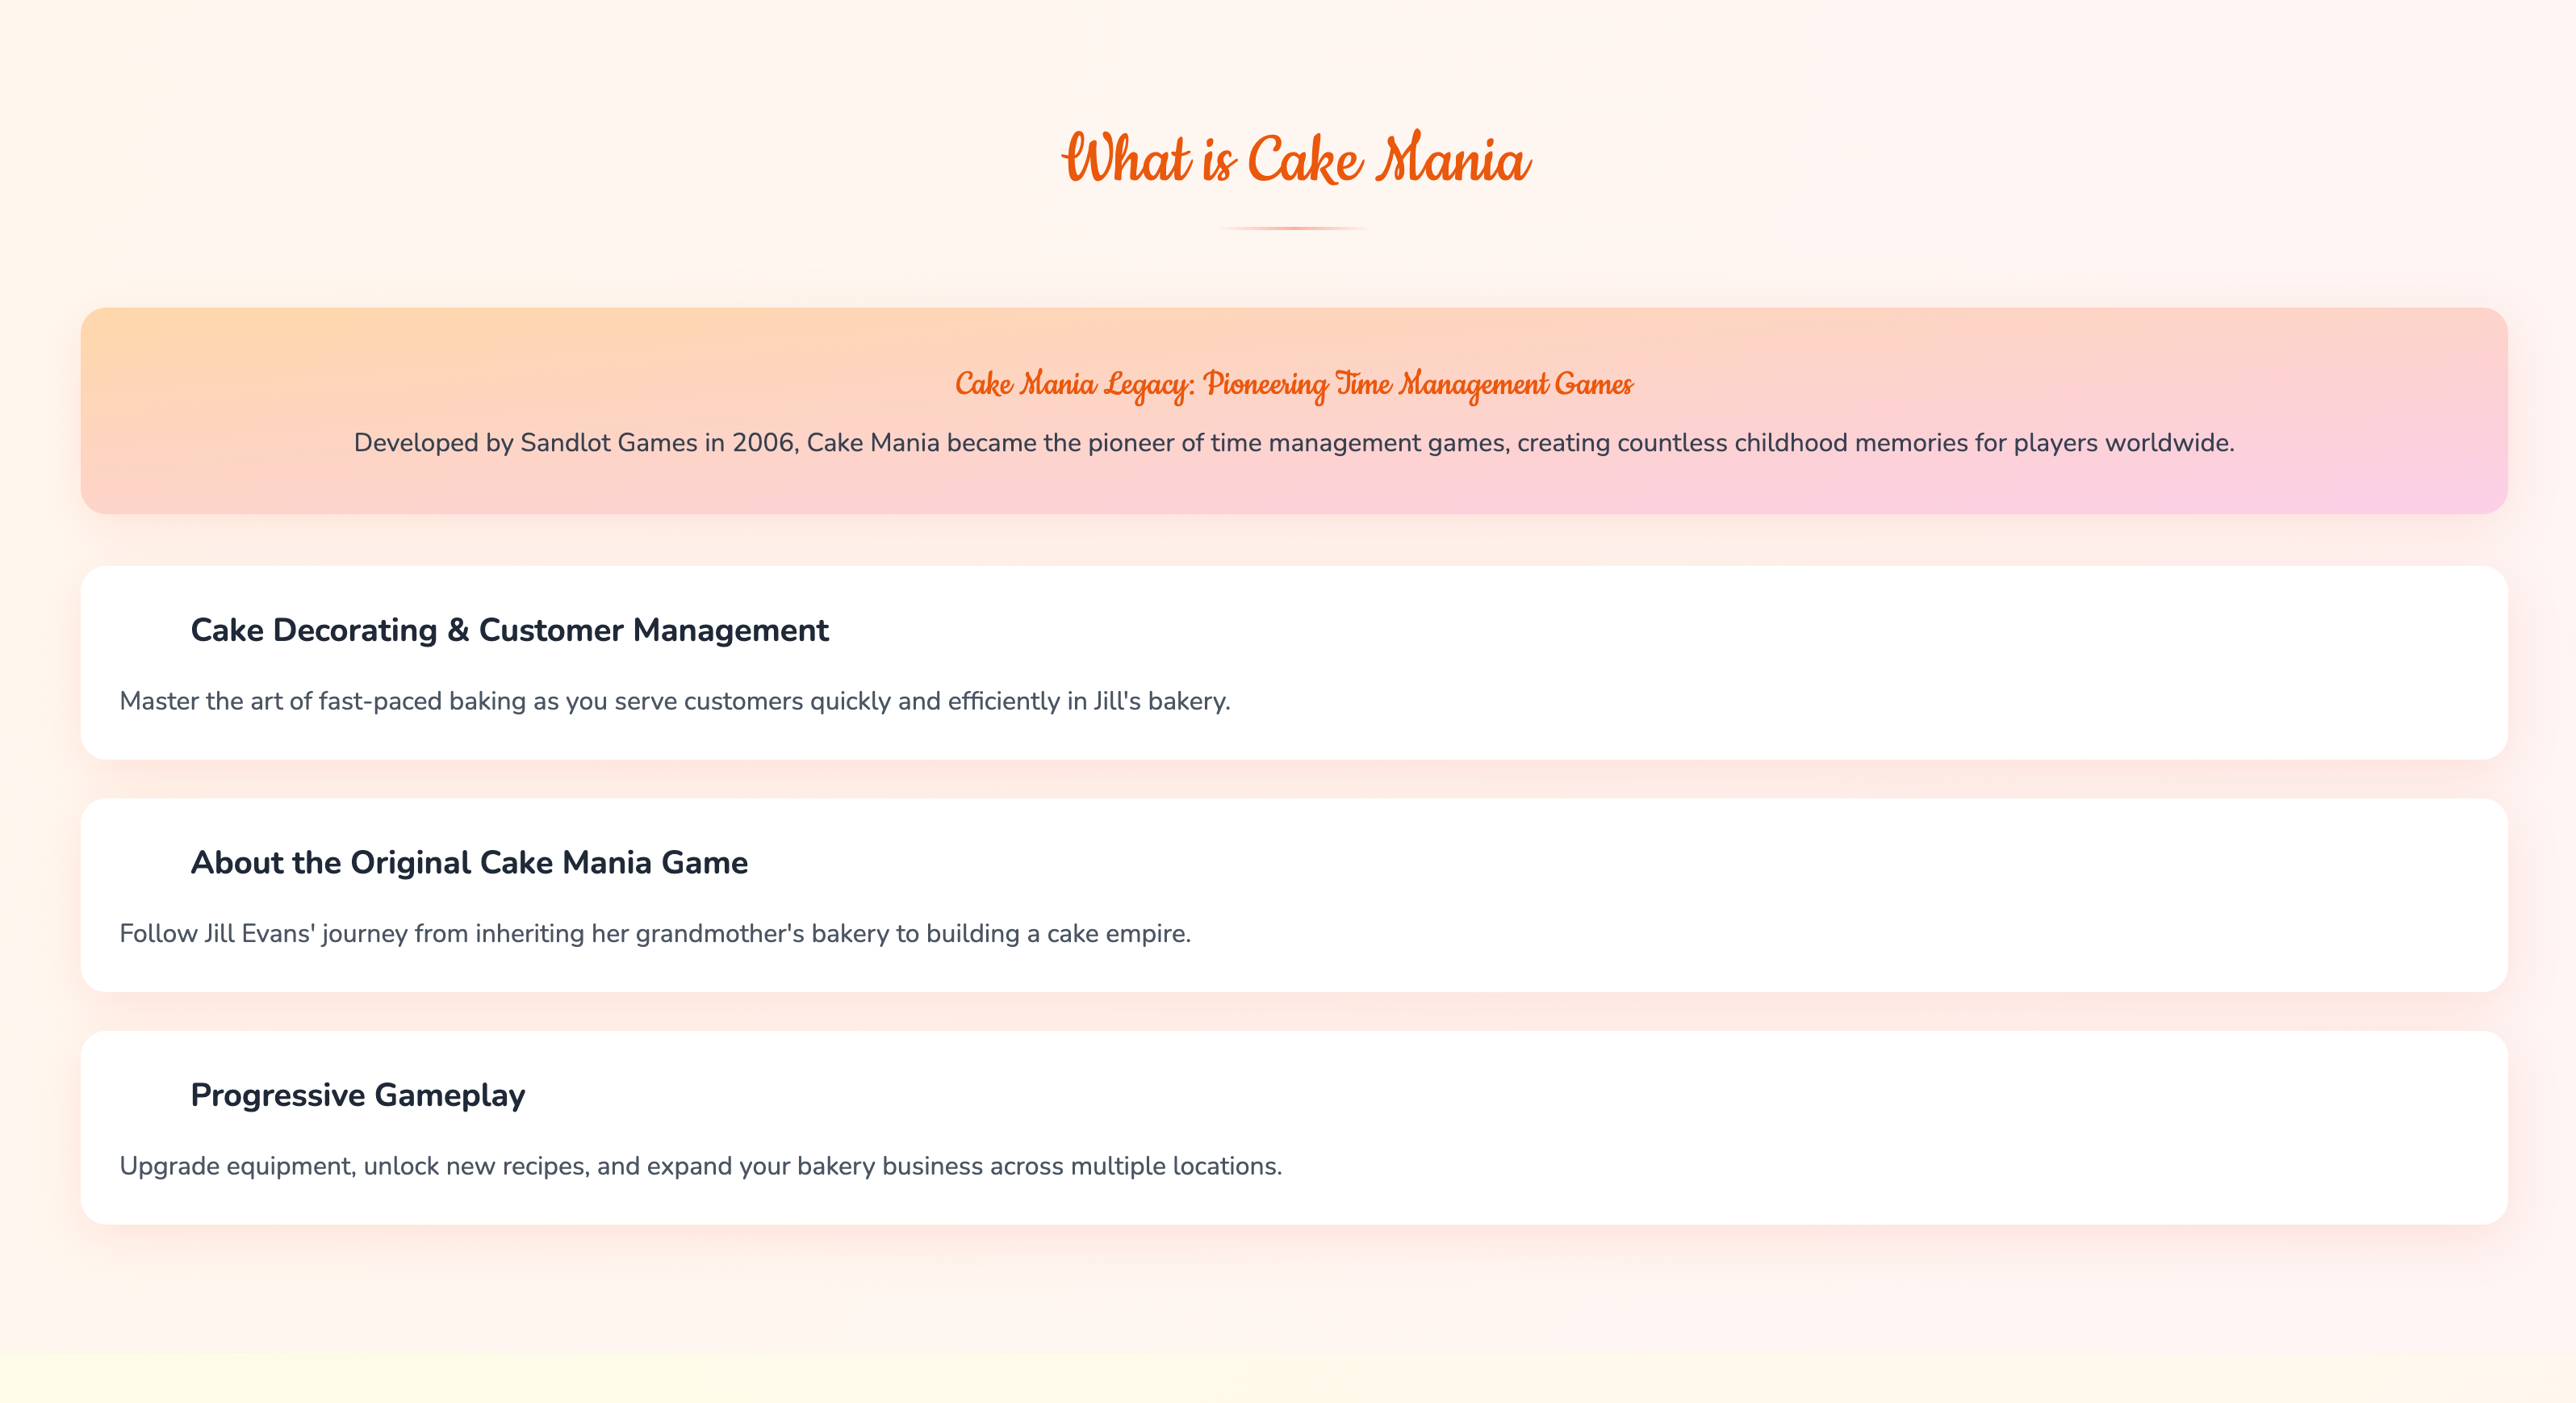 What is Cake Mania
Cake Mania Legacy: Pioneering Time Management Games
Developed by Sandlot Games in 2006, Cake Mania became the pioneer of time management games, creating countless childhood memories for players worldwide.
Cake Decorating & Customer Management
Master the art of fast-paced baking as you serve customers quickly and efficiently in Jill's bakery.
About the Original Cake Mania Game
Follow Jill Evans' journey from inheriting her grandmother's bakery to building a cake empire.
Progressive Gameplay
Upgrade equipment, unlock new recipes, and expand your bakery business across multiple locations.